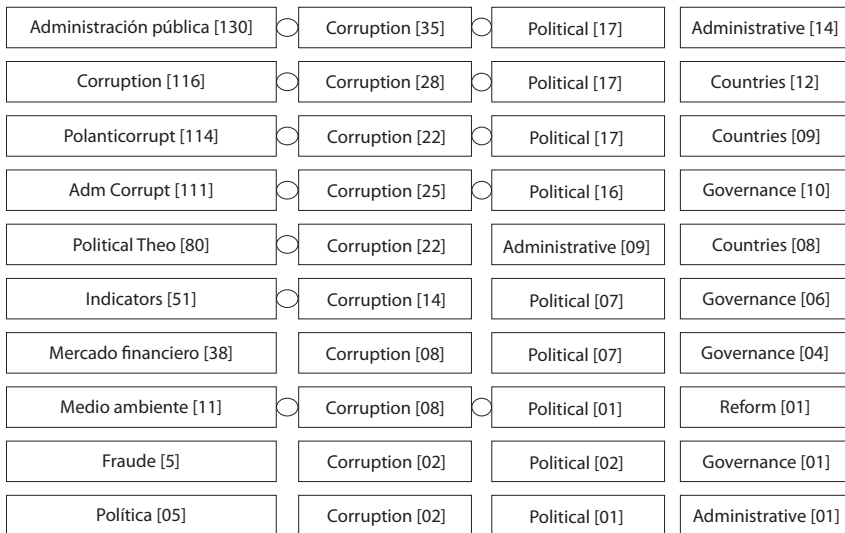 Administración pública [130] Corruption [35] Political [17] Administrative [14]
Corruption [116] Corruption [28] Political [17] Countries [12]
Polanticorrupt [114] Corruption [22] Political [17] Countries [09]
Adm Corrupt [111] Corruption [25] Political [16] Governance [10]
Political Theo [80] Corruption [22] Administrative [09] Countries [08]
Indicators [51] Corruption [14] Political [07] Governance [06]
Mercado financiero [38] Corruption [08] Political [07] Governance [04]
Medio ambiente [11] Corruption [08] Political [01] Reform [01]
Fraude [5] Corruption [02] Political [02] Governance [01]
Política [05] Corruption [02] Political [01] Administrative [01]